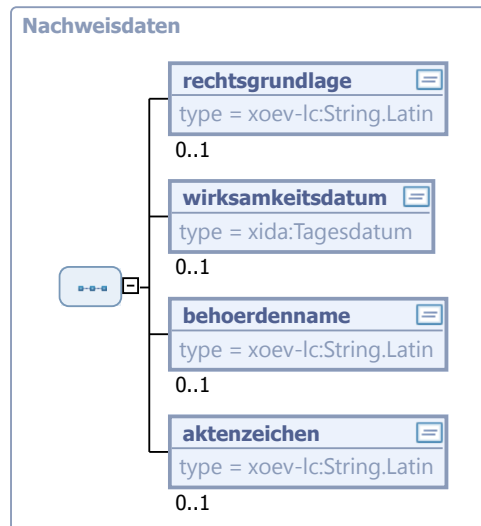 Nachweisdaten
rechtsgrundlage
type = xoev-lc:String.Latin
0..1
wirksamkeitsdatum
type = xida:Tagesdatum
0..1
behoerdenname
type = xoev-lc:String.Latin
0..1
aktenzeichen
type = xoev-lc:String.Latin
0..1